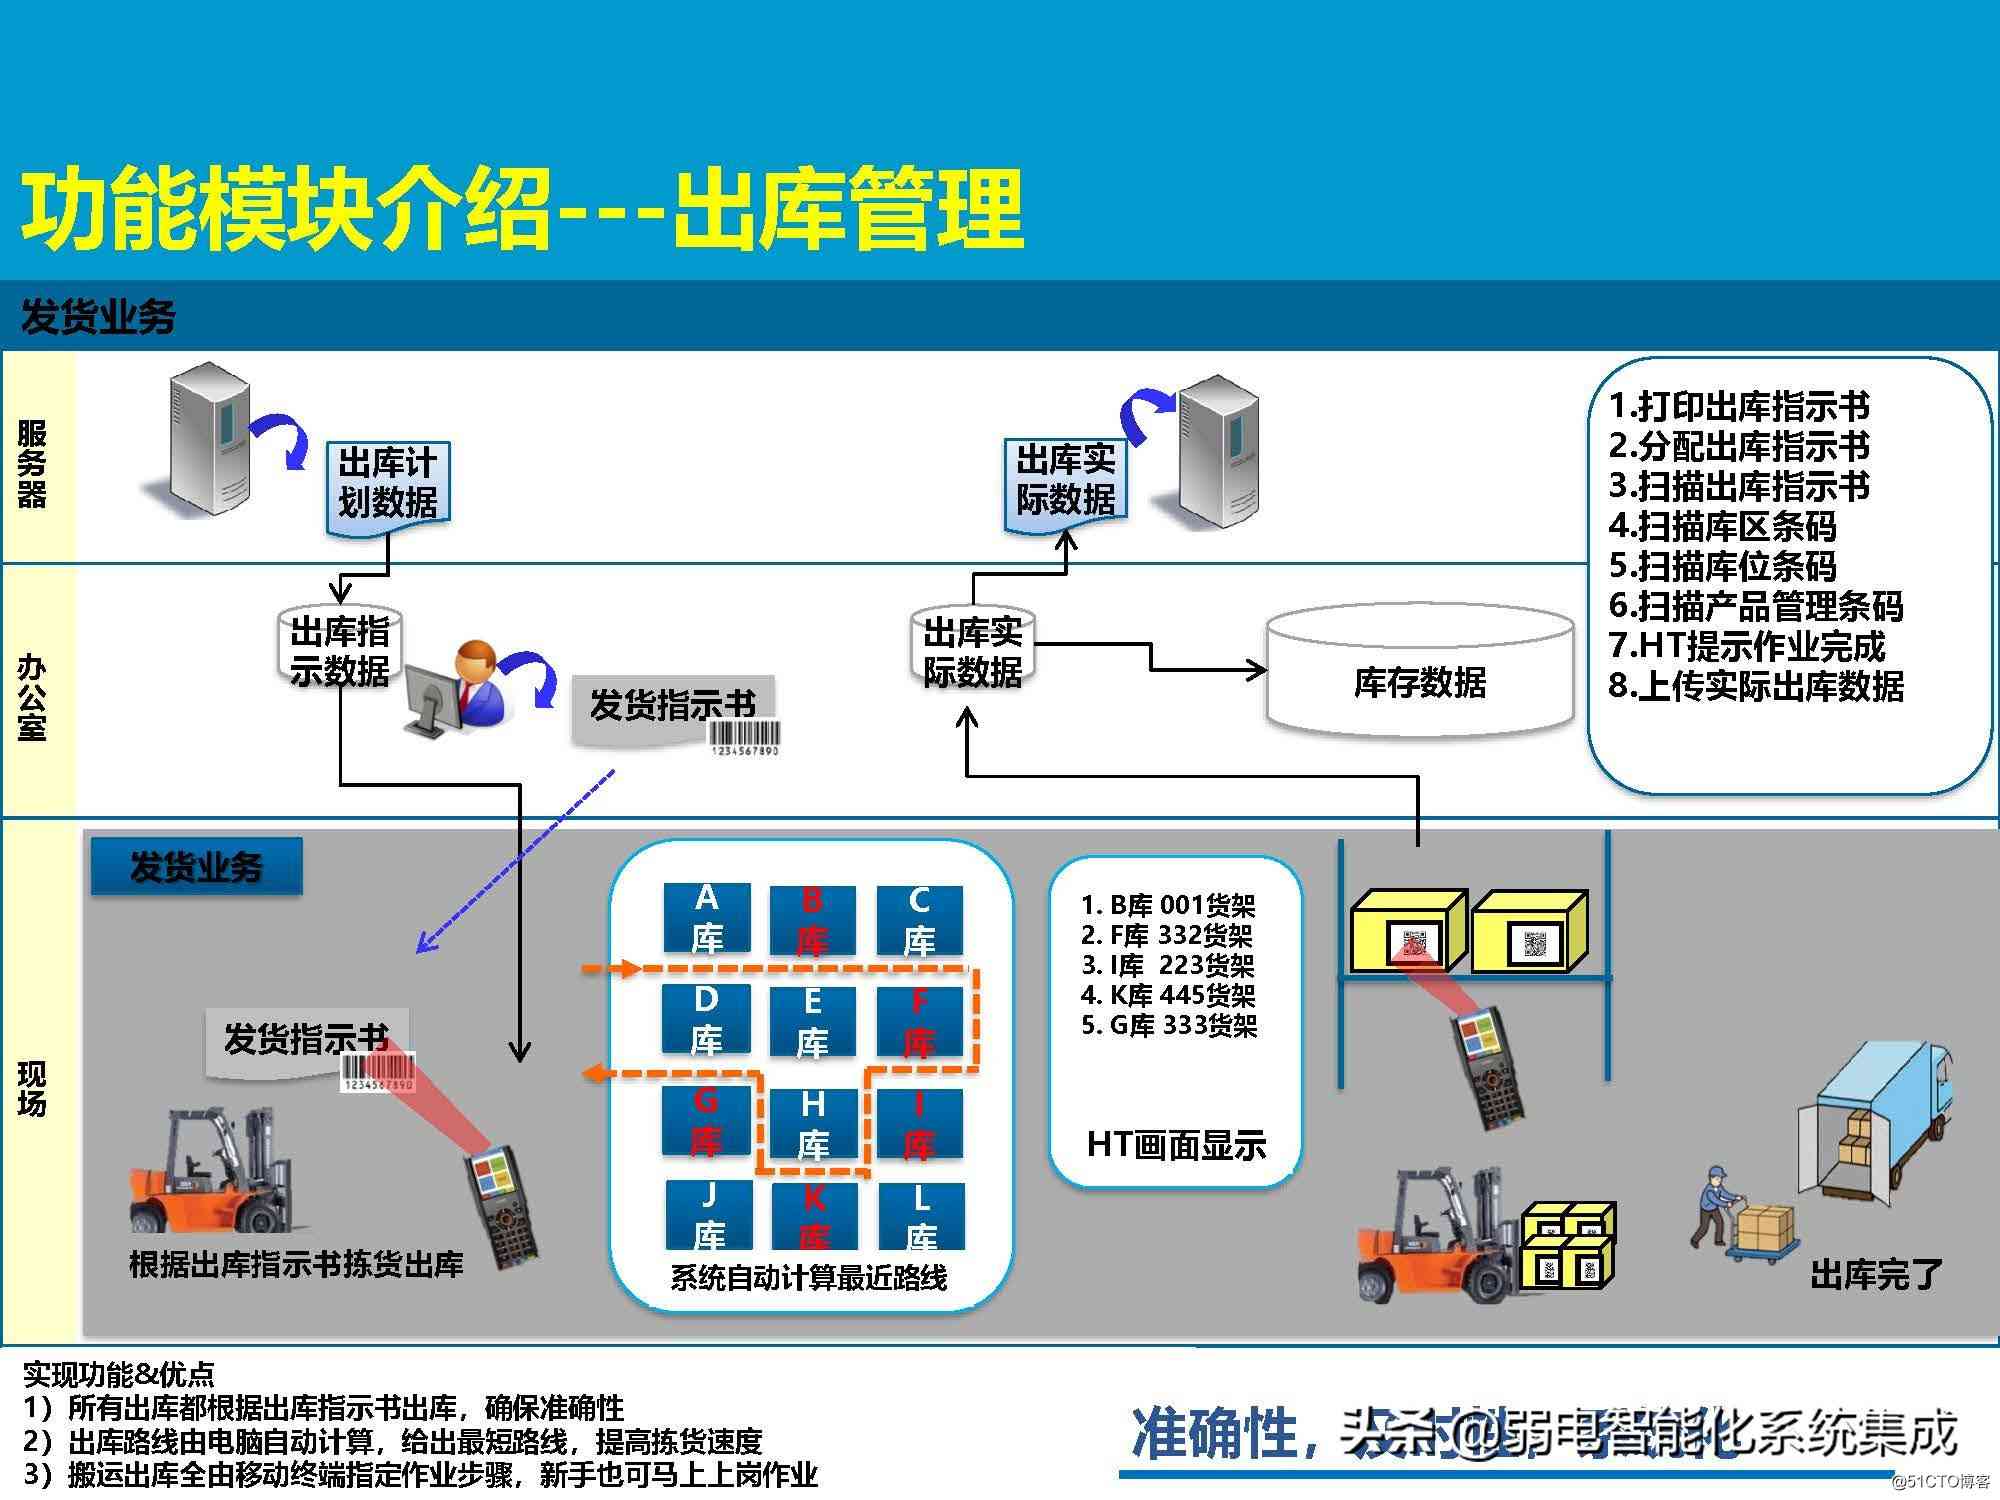 功能模块介绍---出库管理
发货业务
服务器
出库计
划数据
出库实
际数据
1.打印出库指示书
2.分配出库指示书
3.扫描出库指示书
4.扫描库区条码
5.扫描库位条码
6.扫描产品管理条码
7.HT提示作业完成
8.上传实际出库数据
办公室
出库指
示数据
发货指示书
1234567890
出库实
际数据
库存数据
现场
发货业务
发货指示书
1234567890
根据出库指示书拣货出库
A
库
B
库
C
库
D
库
E
库
F
库
G
库
H
库
I
库
J
库
K
库
L
库
系统自动计算最近路线
1. B库 001货架
2. F库 332货架
3. I库 223货架
4. K库 445货架
5. G库 333货架
HT画面显示
出库完了
实现功能&优点
1）所有出库都根据出库指示书出库，确保准确性
2）出库路线由电脑自动计算，给出最短路线，提高拣货速度
3）搬运出库全由移动终端指定作业步骤，新手也可马上上岗作业
准确性，
头条@弱电智能化系统集成
@51CTO博客